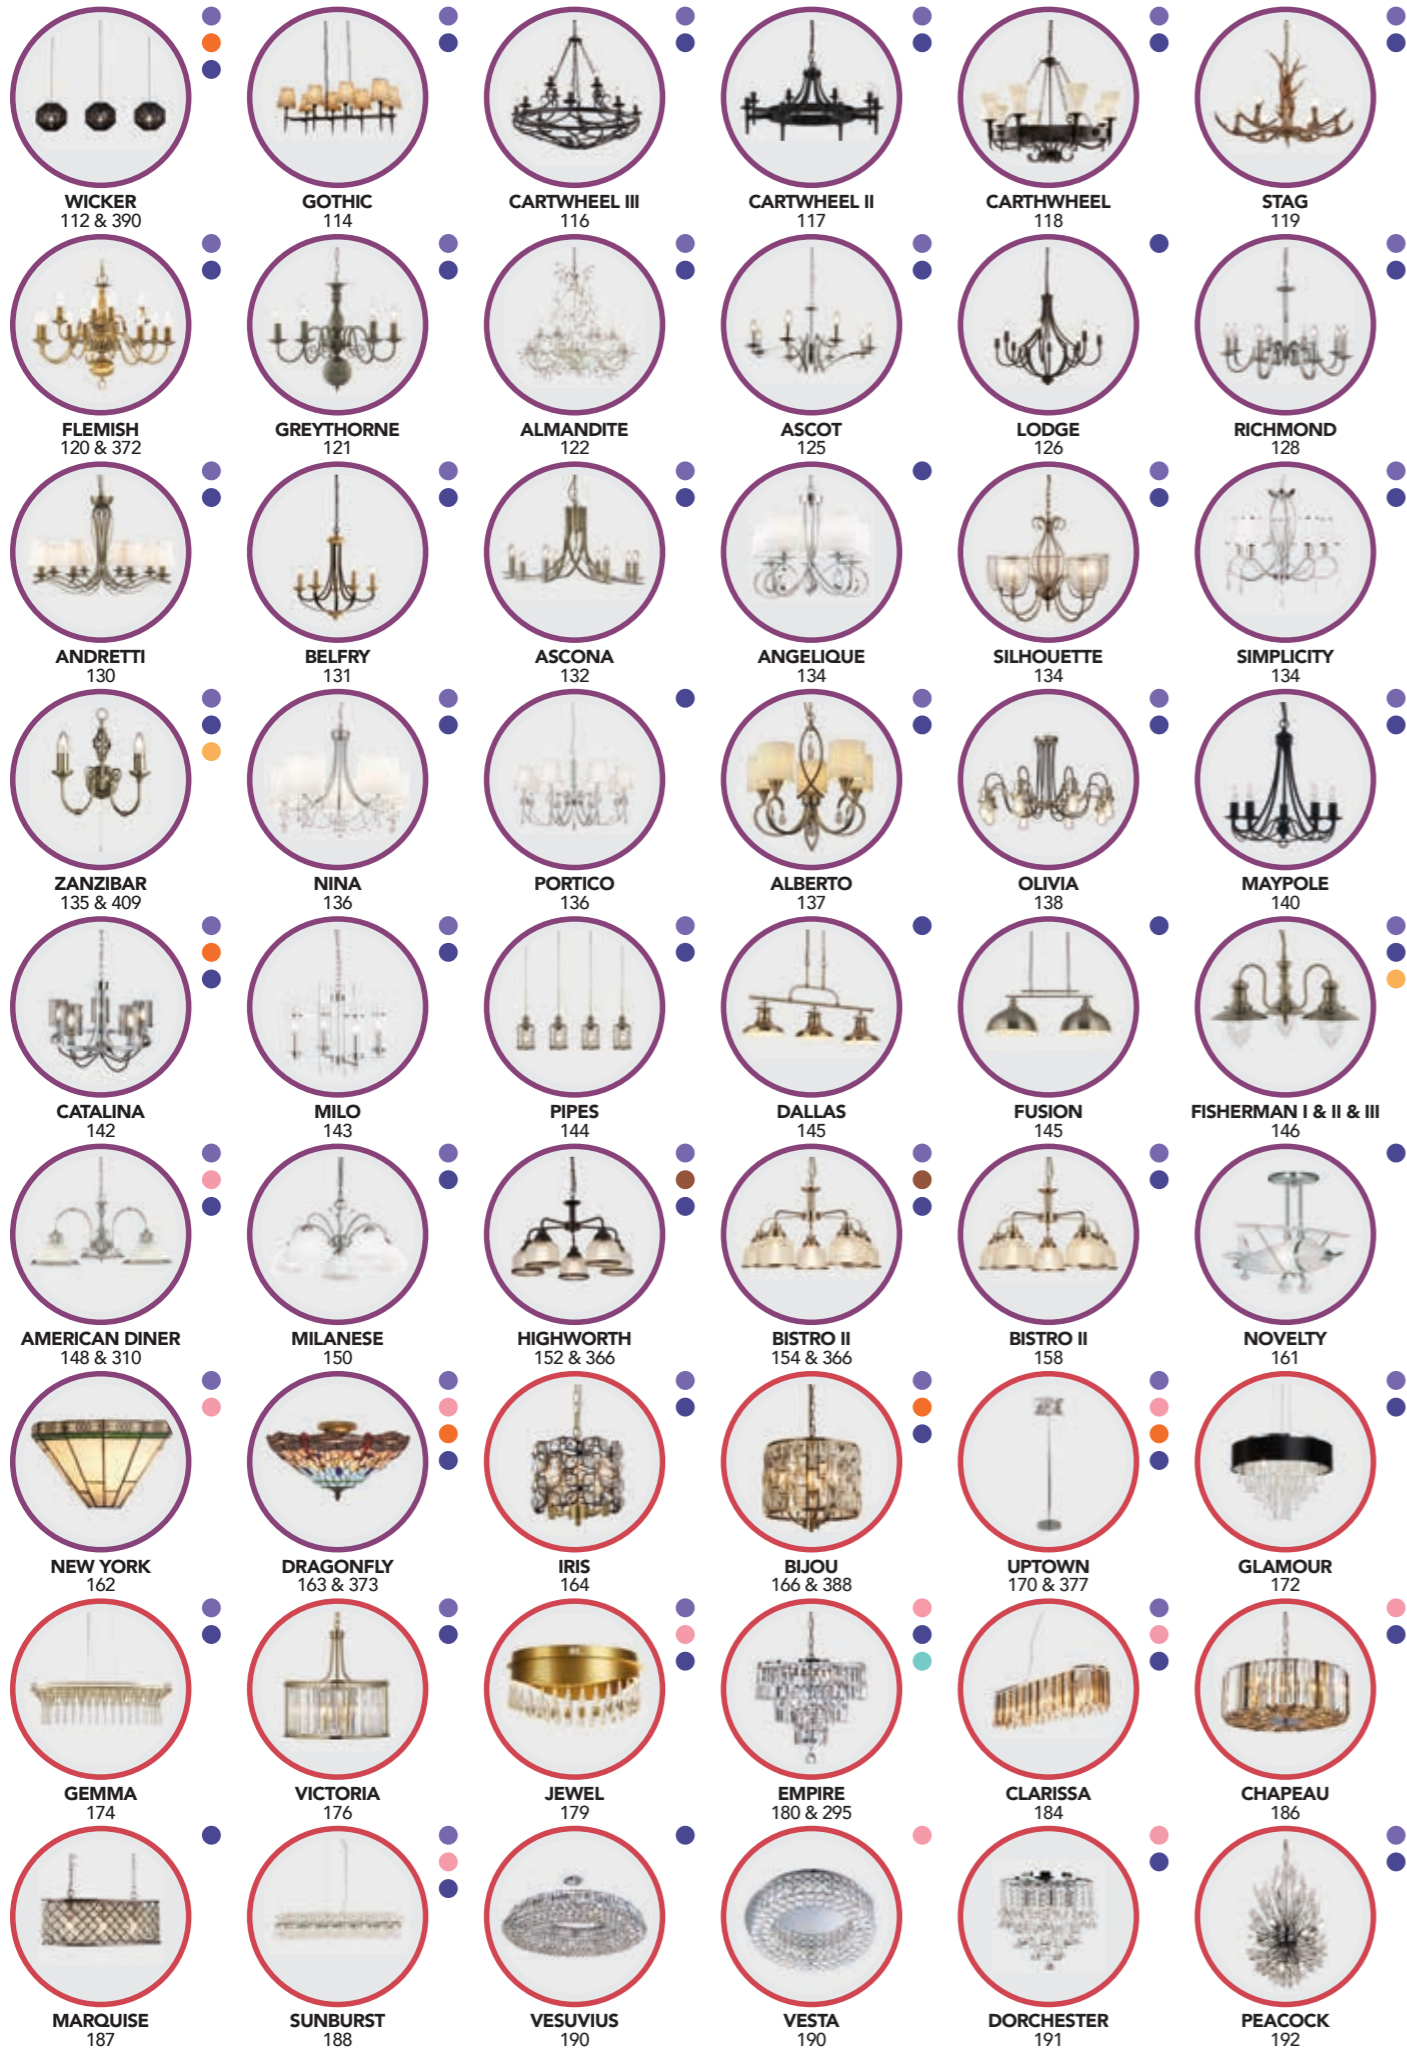 WICKER
112 & 390
GOTHIC
114
CARTWHEEL III
116
CARTWHEEL II
117
CARTHWHEEL
118
STAG
119
FLEMISH
120 & 372
GREYTHORNE
121
ALMANDITE
122
ASCOT
125
LODGE
126
RICHMOND
128
ANDRETTI
130
BELFRY
131
ASCONA
132
ANGELIQUE
134
SILHOUETTE
134
SIMPLICITY
134
ZANZIBAR
135 & 409
NINA
136
PORTICO
136
ALBERTO
137
OLIVIA
138
MAYPOLE
140
CATALINA
142
MILO
143
PIPES
144
DALLAS
145
FUSION
145
FISHERMAN I & II & III
146
AMERICAN DINER
148 & 310
MILANESE
150
HIGHWORTH
152 & 366
BISTRO II
154 & 366
BISTRO II
158
NOVELTY
161
NEW YORK
162
DRAGONFLY
163 & 373
IRIS
164
BIJOU
166 & 388
UPTOWN
170 & 377
GLAMOUR
172
GEMMA
174
VICTORIA
176
JEWEL
179
EMPIRE
180 & 295
CLARISSA
184
CHAPEAU
186
MARQUISE
187
SUNBURST
188
VESUVIUS
190
VESTA
190
DORCHESTER
191
PEACOCK
192